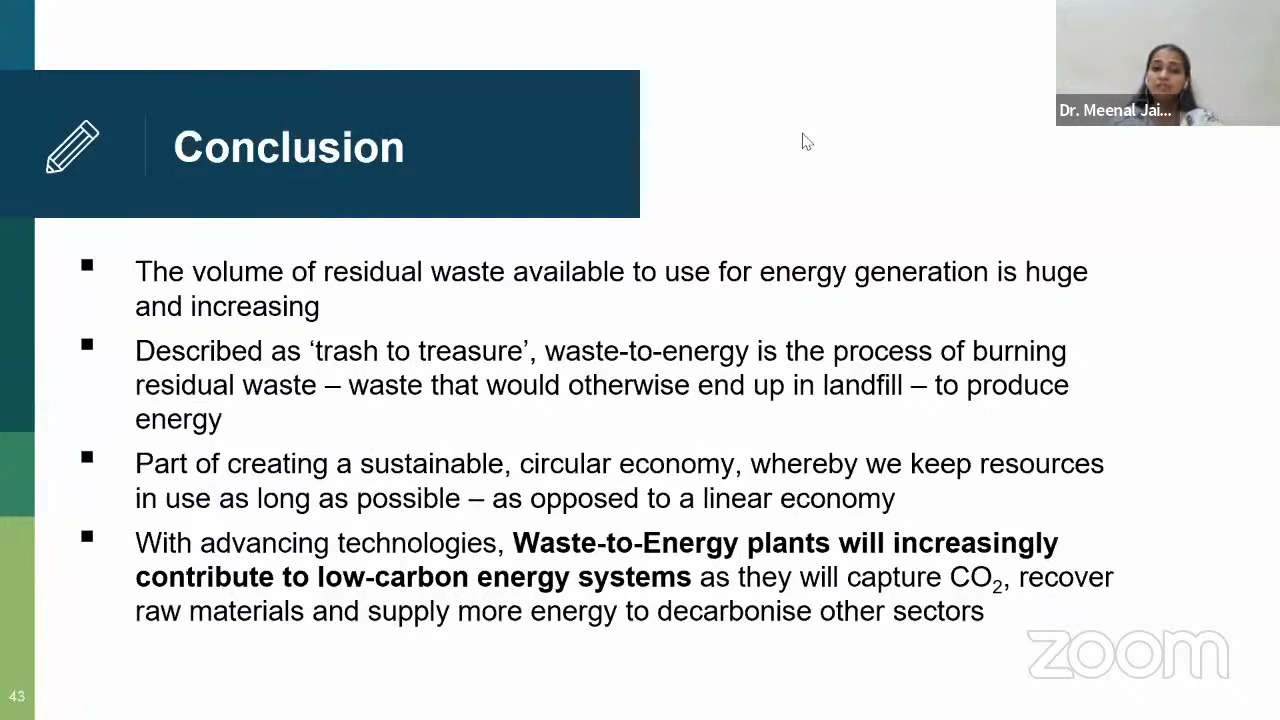 Dr. Meenal Jai...
Conclusion
▪ The volume of residual waste available to use for energy generation is huge
and increasing
▪ Described as ‘trash to treasure’, waste-to-energy is the process of burning
residual waste – waste that would otherwise end up in landfill – to produce
energy
▪ Part of creating a sustainable, circular economy, whereby we keep resources
in use as long as possible – as opposed to a linear economy
▪ With advancing technologies, Waste-to-Energy plants will increasingly
contribute to low-carbon energy systems as they will capture CO₂, recover
raw materials and supply more energy to decarbonise other sectors
zoom
43